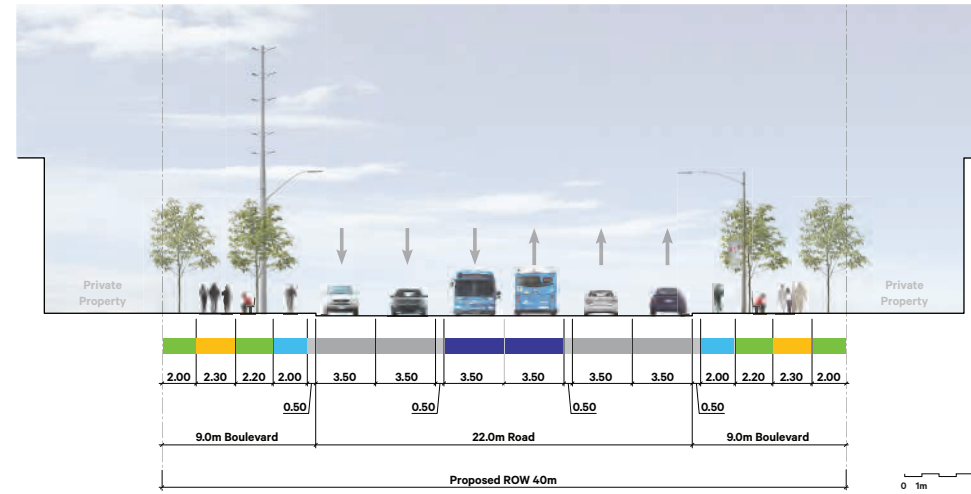 Private
Property
Private
Property
2.00 2.30 2.20 2.00 3.50 3.50 3.50 3.50 3.50 3.50 2.00 2.20 2.30 2.00
0.50 0.50 0.50 0.50
9.0m Boulevard 22.0m Road 9.0m Boulevard
Proposed ROW 40m
0 1m